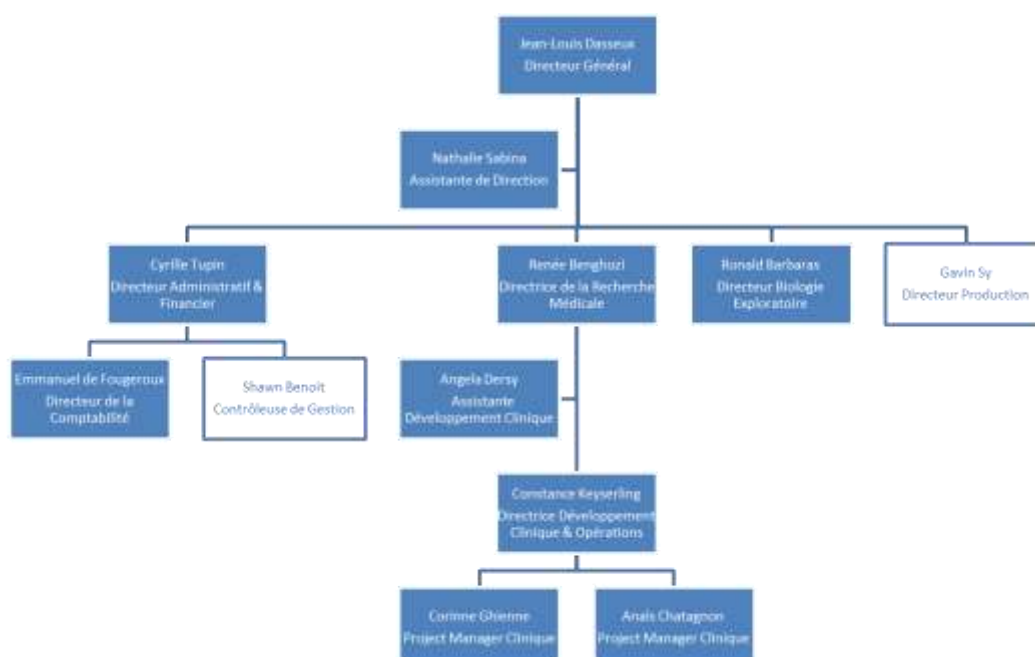 Jean-Louis Dasseux
Directeur Général
Nathalie Sabina
Assistante de Direction
Cyrille Tupin
Directeur Administratif &
Financier
Renée Benghozi
Directrice de la Recherche
Médicale
Ronald Barbaras
Directeur Biologie
Exploratoire
Gavin Sy
Directeur Production
Emmanuel de Fougeroux
Directeur de la
Comptabilité
Shawn Benoit
Contrôleuse de Gestion
Angela Dersy
Assistante
Développement Clinique
Constance Keyserling
Directrice Développement
Clinique & Opérations
Corinne Ghienne
Project Manager Clinique
Anaïs Chatagnon
Project Manager Clinique